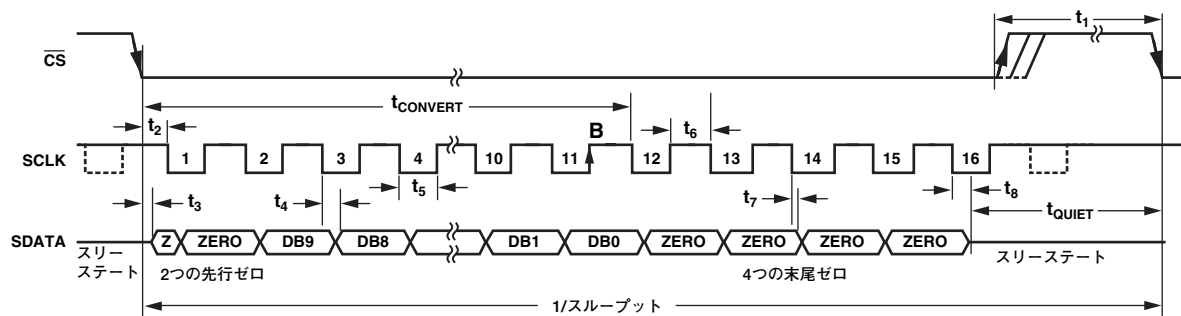 t1
CS
tCONVERT
t2
B
t6
SCLK
1 2 3 4 10 11 12 13 14 15 16
t3
t4
t5
t7
t8
tQUIET
SDATA
Z ZERO DB9 DB8 DB1 DB0 ZERO ZERO ZERO ZERO
スリー
ステート
2つの先行ゼロ
4つの末尾ゼロ
スリーステート
1/スループット